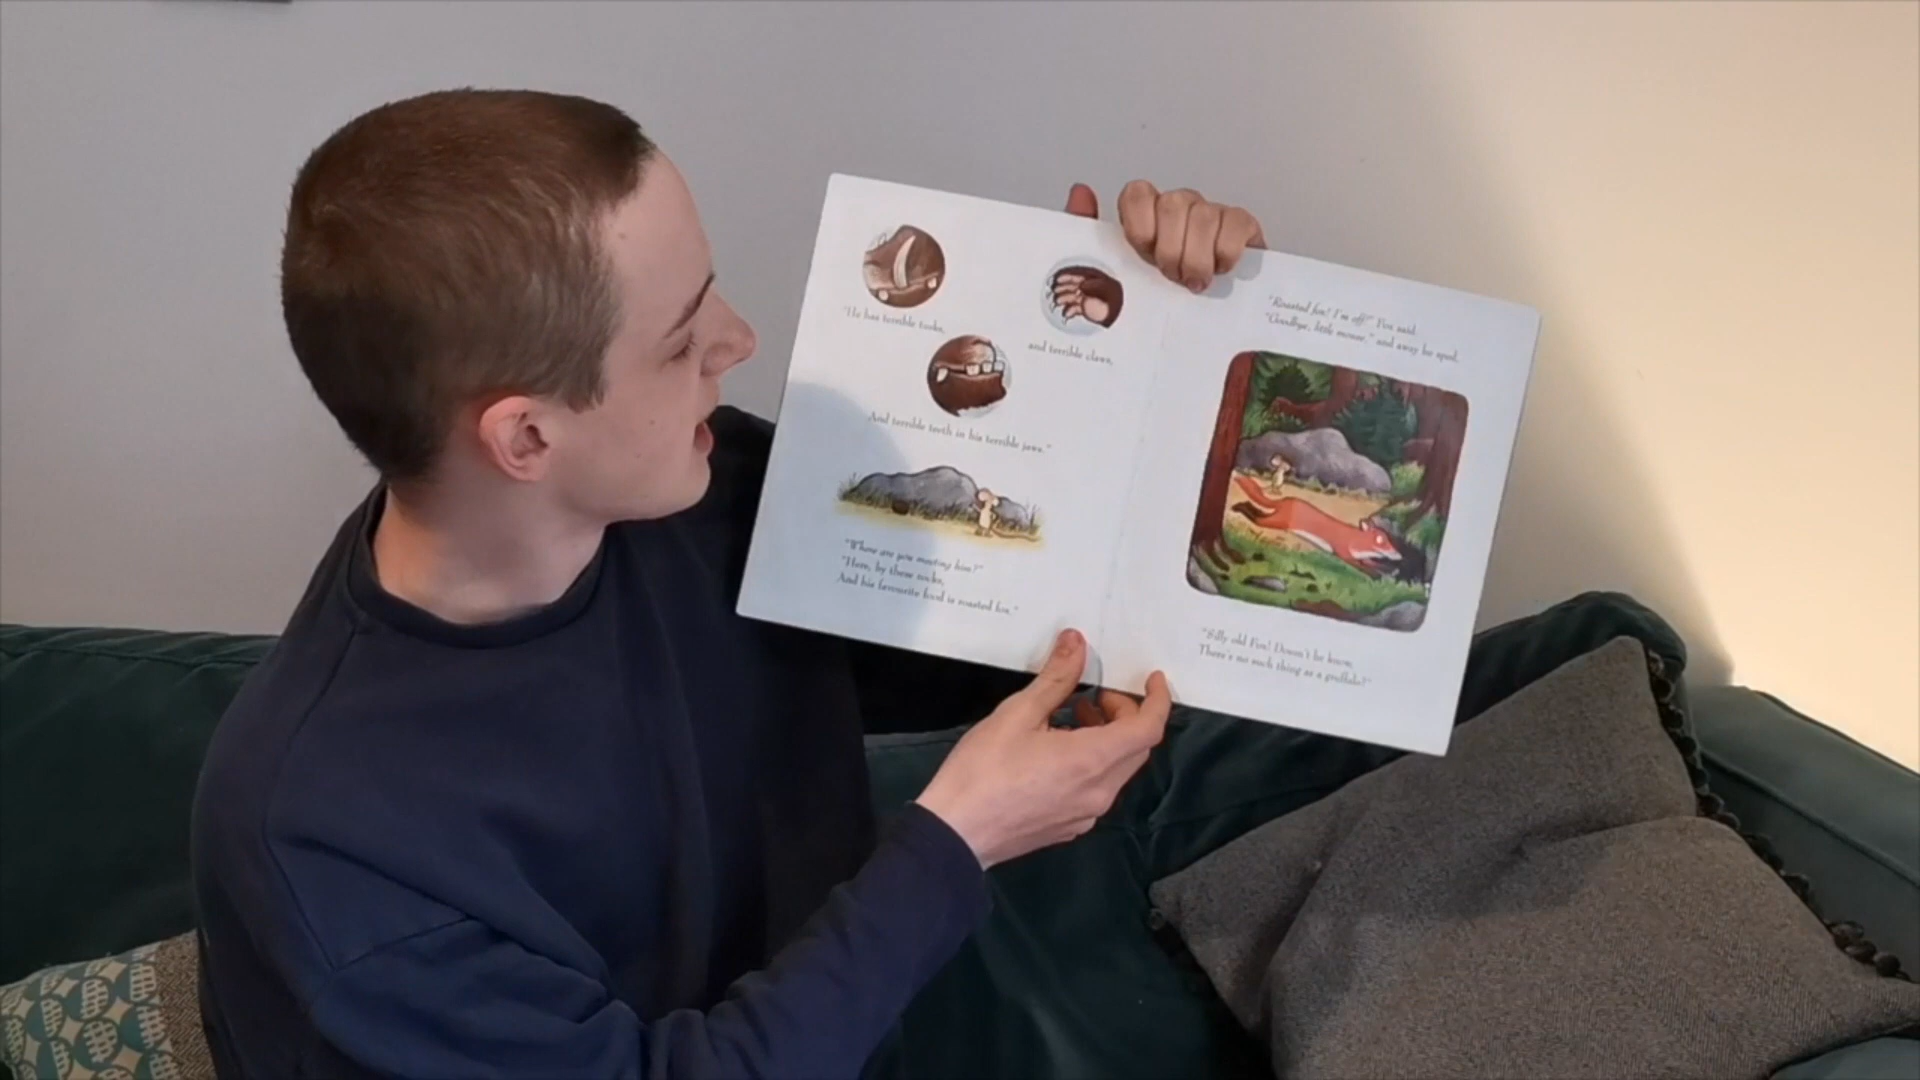 "He has terrible tusks,
and terrible claws,
And terrible teeth in his terrible jaws."
"Where are you meeting him?"
"Here, by these rocks,
And his favourite food is roasted fox."
"Roasted fox! I'm off!" Fox said.
"Goodbye, little mouse," and away he sped.
"Silly old Fox! Doesn't he know,
There's no such thing as a gruffalo?"